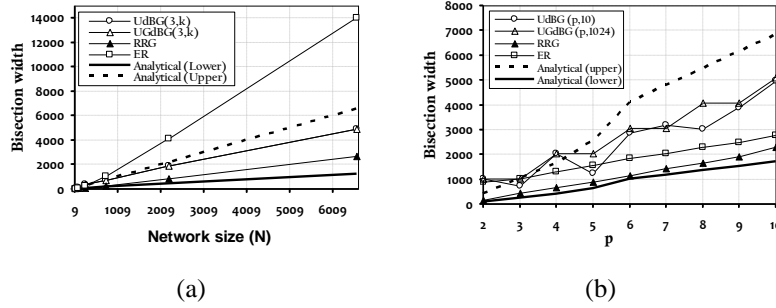 14000
12000
10000
8000
6000
4000
2000
0
Bisection width
UdBG(3,k)
UGdBG(3,k)
RRG
ER
Analytical (Lower)
Analytical (Upper)
9 1009 2009 3009 4009 5009 6009
Network size (N)
(a)
8000
7000
6000
5000
4000
3000
2000
1000
0
Bisection width
UdBG (p,10)
UGdBG (p,1024)
RRG
ER
Analytical (upper)
Analytical (lower)
2 3 4 5 6 7 8 9 10
p
(b)